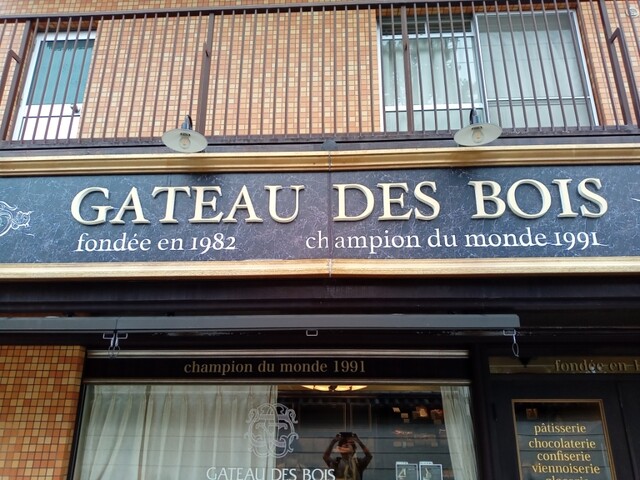 GATEAU DES BOIS
fondée en 1982 champion du monde 1991
champion du monde 1991
fondée en
GATEAU DES BOIS
pâtisserie
chocolaterie
confiserie
viennoiserie